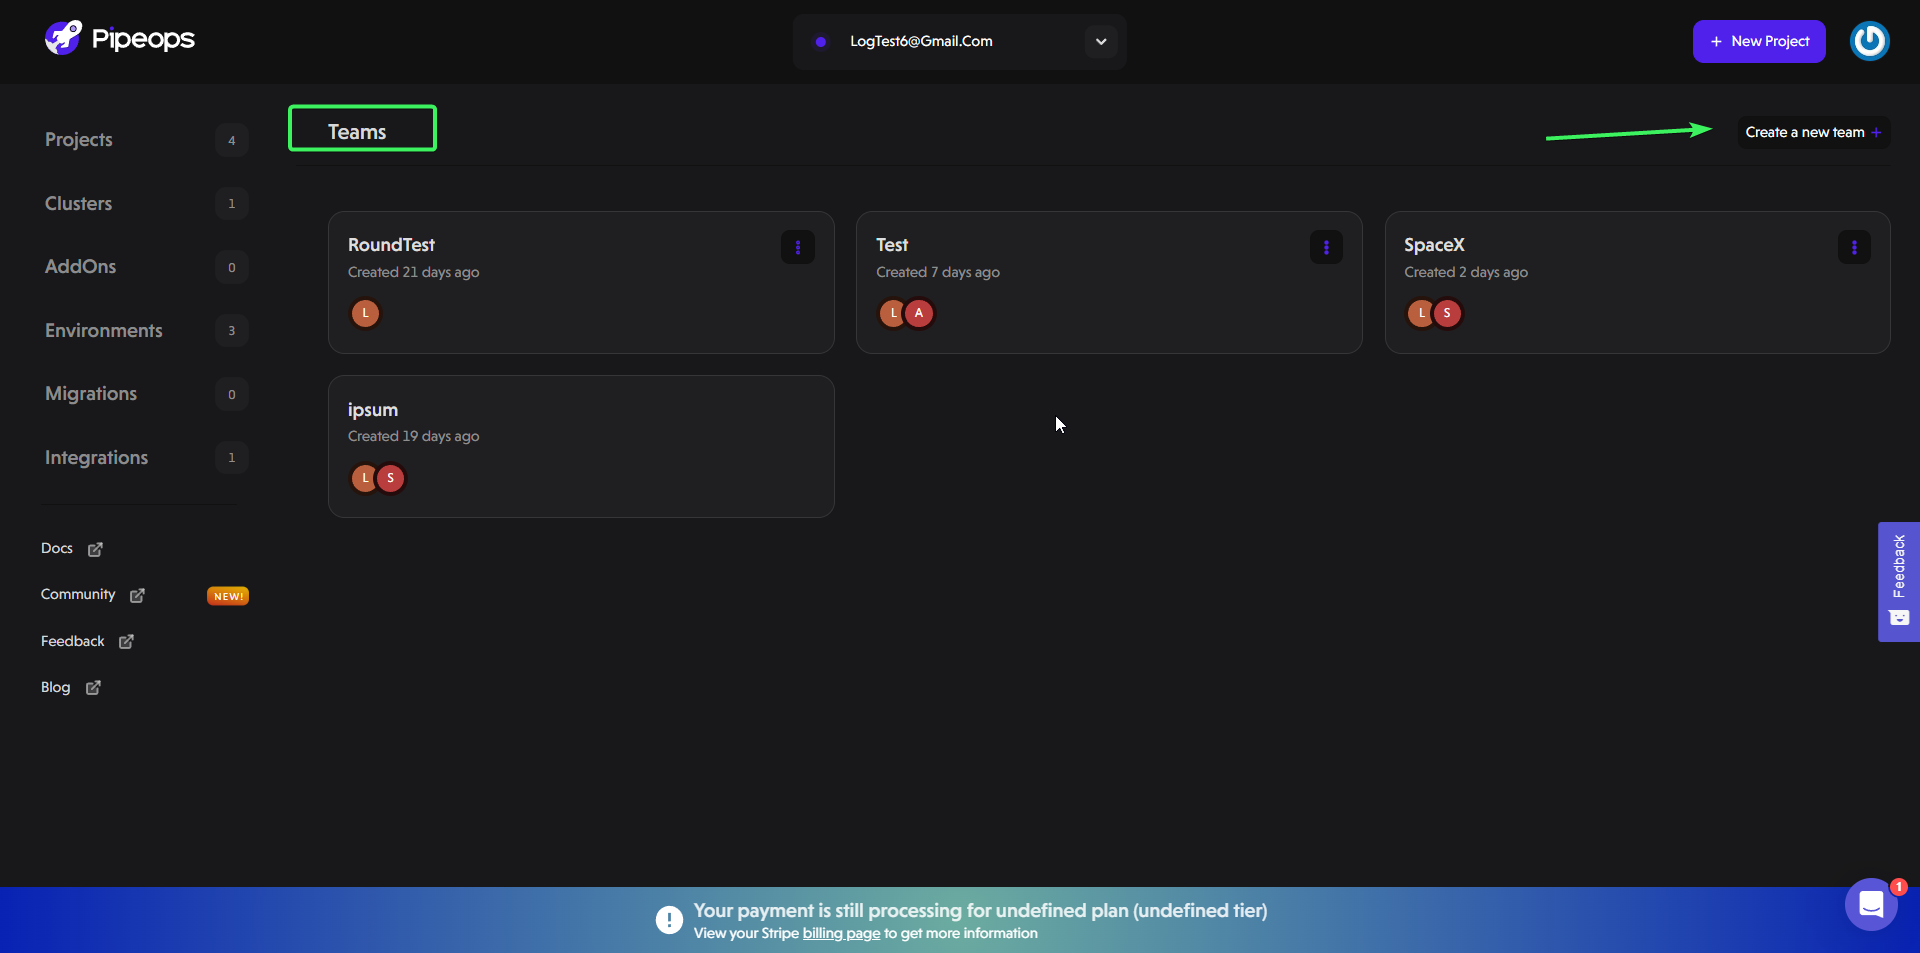 Pipeops
LogTest6@Gmail.Com
+ New Project
Projects 4
Clusters 1
AddOns 0
Environments 3
Migrations 0
Integrations 1
Docs
Community NEW!
Feedback
Blog
Teams
Create a new team +
RoundTest
Created 21 days ago
L
Test
Created 7 days ago
L A
SpaceX
Created 2 days ago
L S
ipsum
Created 19 days ago
L S
Feedback
Your payment is still processing for undefined plan (undefined tier)
View your Stripe billing page to get more information
1